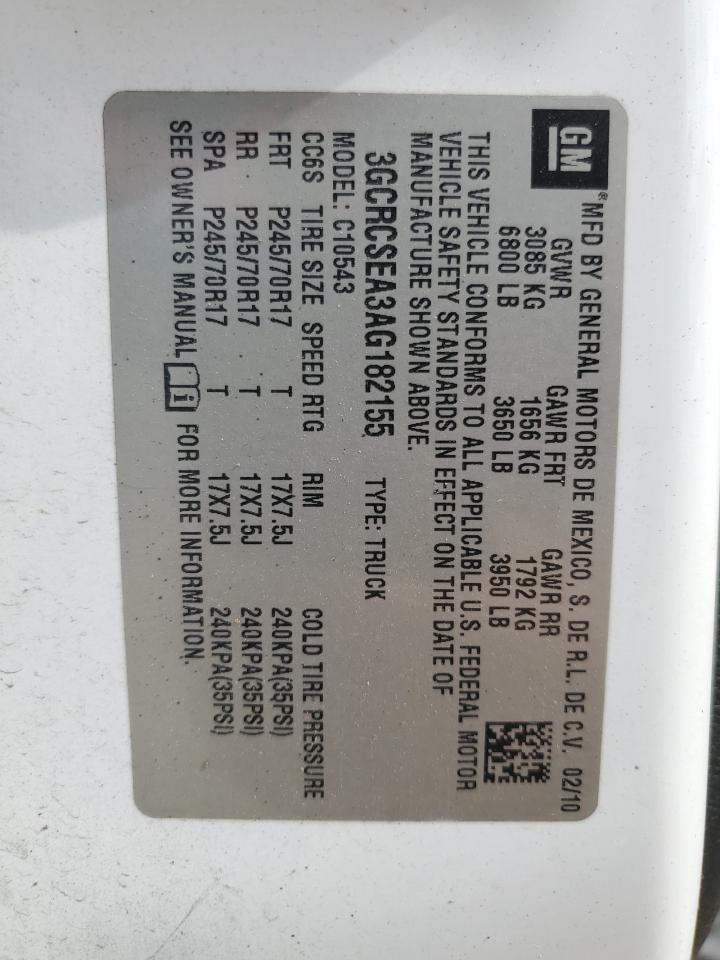 GM
® MFD BY GENERAL MOTORS DE MEXICO, S. DE R.L. DE C.V. 02/10
GVWR GAWR FRT GAWR RR
3085 KG 1656 KG 1792 KG
6800 LB 3650 LB 3950 LB
THIS VEHICLE CONFORMS TO ALL APPLICABLE U.S. FEDERAL MOTOR
VEHICLE SAFETY STANDARDS IN EFFECT ON THE DATE OF
MANUFACTURE SHOWN ABOVE.
3GCRCSEA3AG182155 TYPE: TRUCK
MODEL: C10543
CC6S TIRE SIZE SPEED RTG RIM COLD TIRE PRESSURE
FRT P245/70R17 T 17X7.5J 240KPA(35PSI)
RR P245/70R17 T 17X7.5J 240KPA(35PSI)
SPA P245/70R17 T 17X7.5J 240KPA(35PSI)
SEE OWNER'S MANUAL i FOR MORE INFORMATION.